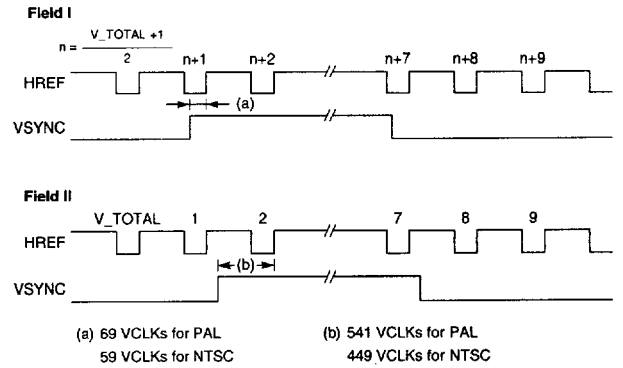 Field I
n = V_TOTAL +1
2
2 n+1 n+2 n+7 n+8 n+9
HREF
(a)
VSYNC
Field II
V_TOTAL 1 2 7 8 9
HREF
(b)
VSYNC
(a) 69 VCLKs for PAL (b) 541 VCLKs for PAL
59 VCLKs for NTSC 449 VCLKs for NTSC